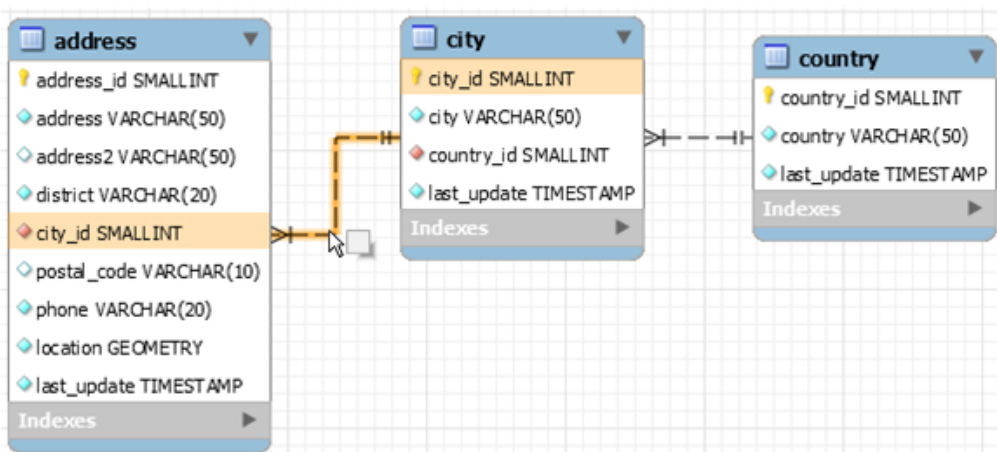 address
address_id SMALLINT
address VARCHAR(50)
address2 VARCHAR(50)
district VARCHAR(20)
city_id SMALLINT
postal_code VARCHAR(10)
phone VARCHAR(20)
location GEOMETRY
last_update TIMESTAMP
Indexes
city
city_id SMALLINT
city VARCHAR(50)
country_id SMALLINT
last_update TIMESTAMP
Indexes
country
country_id SMALLINT
country VARCHAR(50)
last_update TIMESTAMP
Indexes